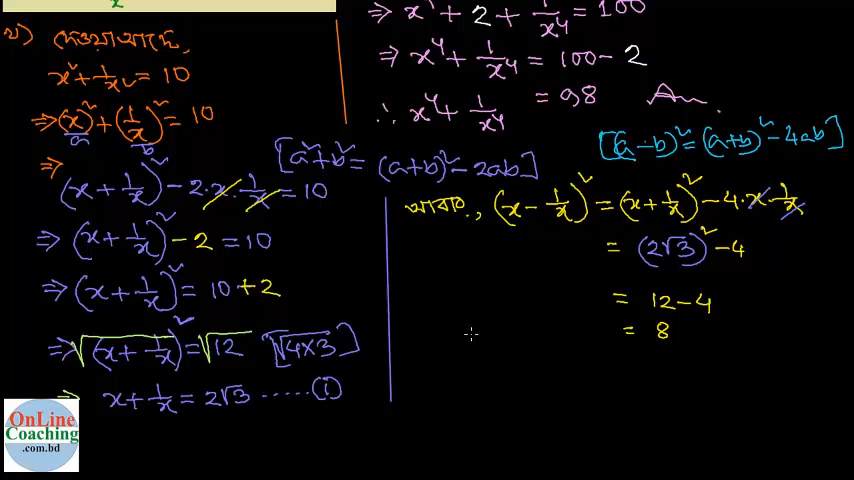 x
খ) দেওয়া আছে,
x² + 1/x² = 10
⇒ (x)² + (1/x)² = 10
a b
⇒
[a² + b² = (a+b)² - 2ab]
(x + 1/x)² - 2·x·1/x = 10
⇒ (x + 1/x)² - 2 = 10
⇒ (x + 1/x)² = 10 + 2
⇒ √(x + 1/x)² = √12 [√4×3]
⇒ x + 1/x = 2√3 ......(i)
⇒ x⁴ + 2 + 1/x⁴ = 100
⇒ x⁴ + 1/x⁴ = 100 - 2
∴ x⁴ + 1/x⁴ = 98 An.
[(a-b)² = (a+b)² - 4ab]
আবার, (x - 1/x)² = (x + 1/x)² - 4·x·1/x
= (2√3)² - 4
= 12 - 4
= 8
OnLine
Coaching
.com.bd